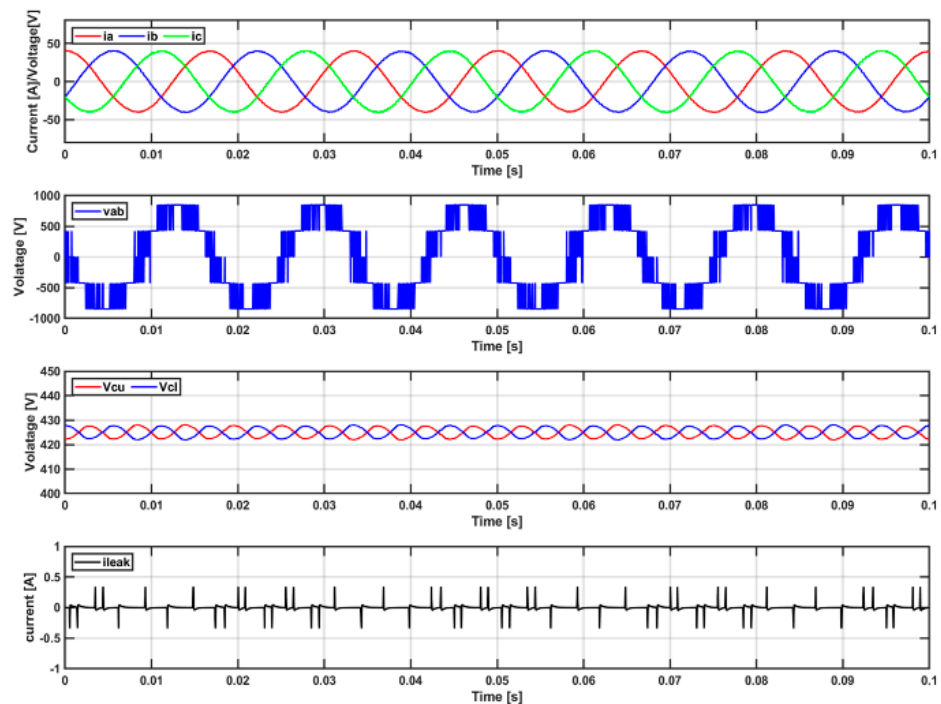 ia ib ic
50
0
-50
Current [A]/Voltage[V]
0 0.01 0.02 0.03 0.04 0.05 0.06 0.07 0.08 0.09 0.1
Time [s]
vab
1000
500
0
-500
-1000
Volatage [V]
0 0.01 0.02 0.03 0.04 0.05 0.06 0.07 0.08 0.09 0.1
Time [s]
Vcu Vcl
450
440
430
420
410
400
Volatage [V]
0 0.01 0.02 0.03 0.04 0.05 0.06 0.07 0.08 0.09 0.1
Time [s]
ileak
1
0.5
0
-0.5
-1
current [A]
0 0.01 0.02 0.03 0.04 0.05 0.06 0.07 0.08 0.09 0.1
Time [s]